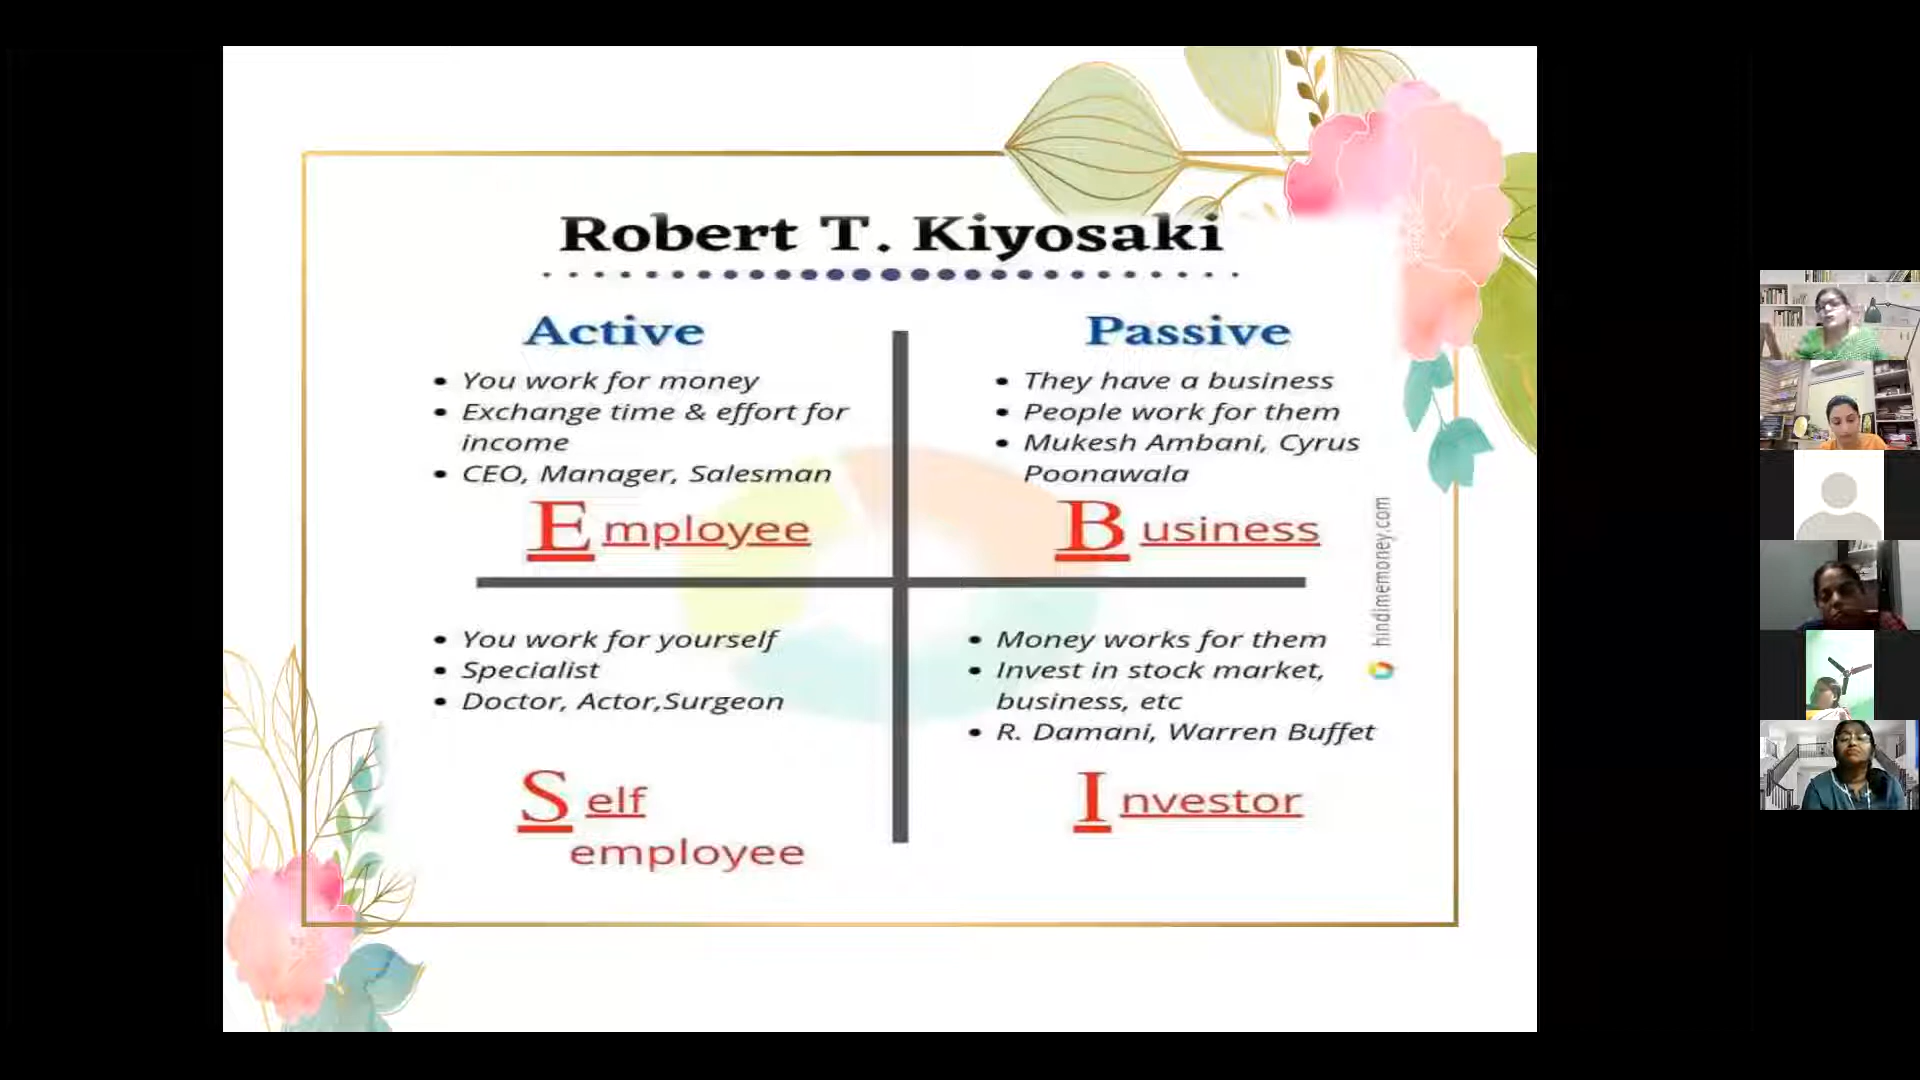 Robert T. Kiyosaki
Active
• You work for money
• Exchange time & effort for
income
• CEO, Manager, Salesman
Employee
Passive
• They have a business
• People work for them
• Mukesh Ambani, Cyrus
Poonawala
Business
• You work for yourself
• Specialist
• Doctor, Actor,Surgeon
Self
employee
• Money works for them
• Invest in stock market,
business, etc
• R. Damani, Warren Buffet
Investor
hindimemoney.com